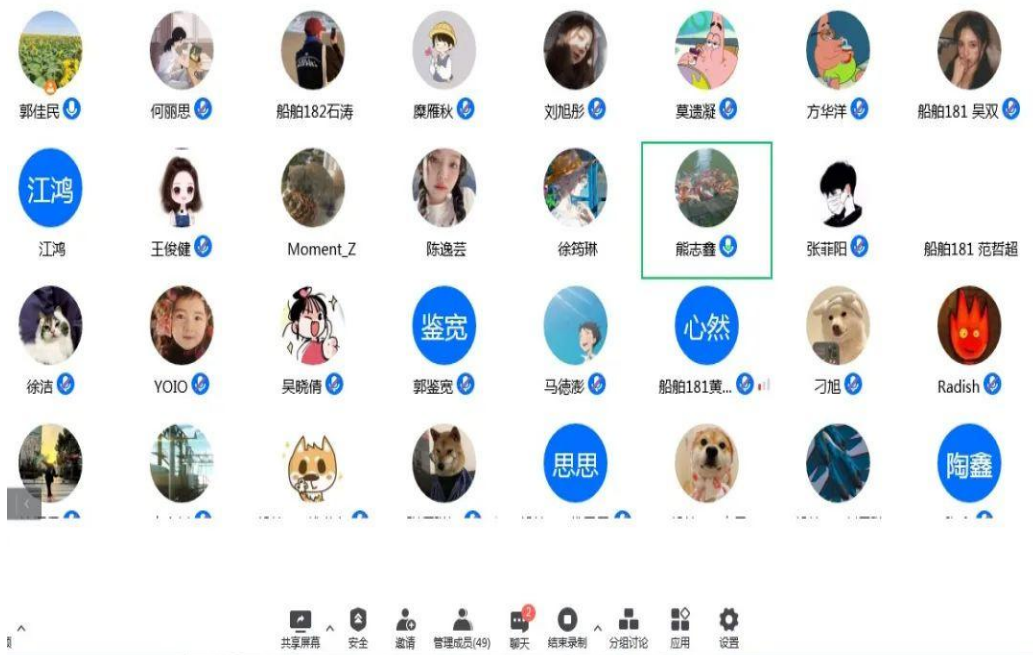 郭佳民 何丽思 船舶182石涛 糜雁秋 刘旭彤 莫遗凝 方华洋 船舶181 吴双
江鸿
江鸿 王俊健 Moment_Z 陈逸芸 徐筠琳 熊志鑫 张菲阳 船舶181 范哲超
鉴宽 心然
徐洁 YOIO 吴晓倩 郭鉴宽 马德澎 船舶181黄... 刁旭 Radish
思思 陶鑫
2
共享屏幕 安全 邀请 管理成员(49) 聊天 结束录制 分组讨论 应用 设置